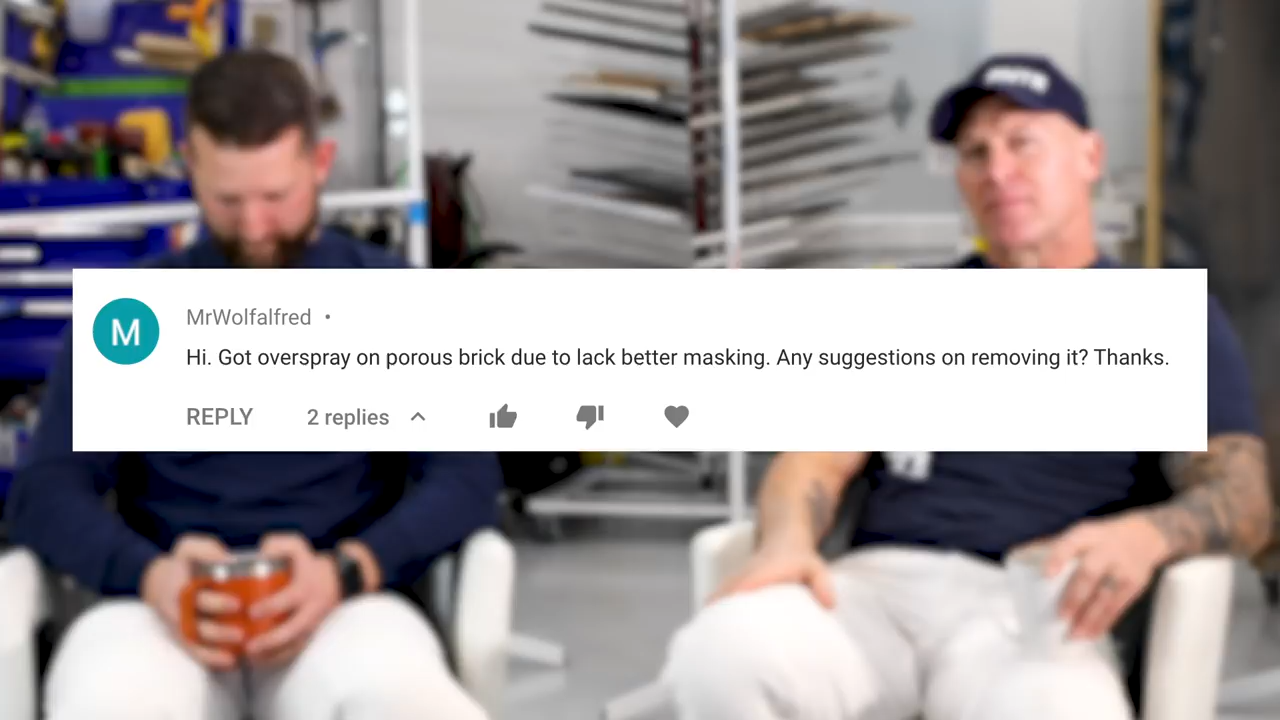 M
MrWolfalfred •
Hi. Got overspray on porous brick due to lack better masking. Any suggestions on removing it? Thanks.
REPLY 2 replies